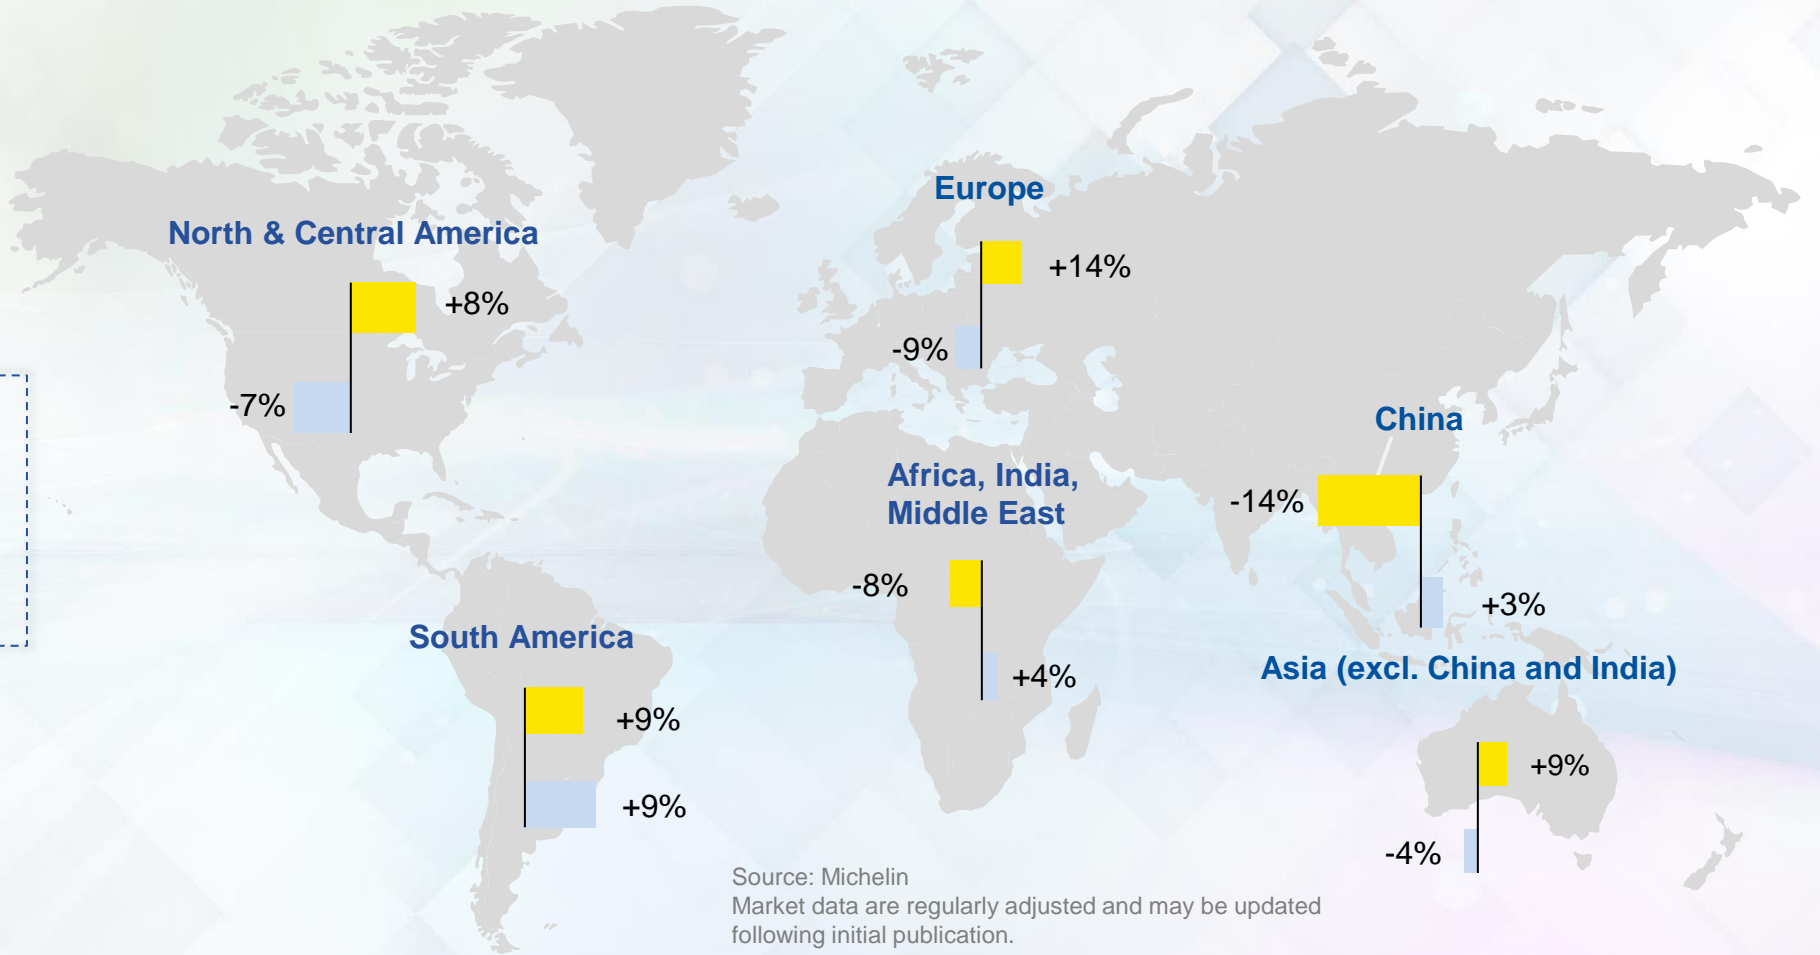 Europe
+14%
-9%
North & Central America
+8%
-7%
China
-14%
+3%
Africa, India,
Middle East
-8%
+4%
South America
+9%
+9%
Asia (excl. China and India)
+9%
-4%
Source: Michelin
Market data are regularly adjusted and may be updated
following initial publication.